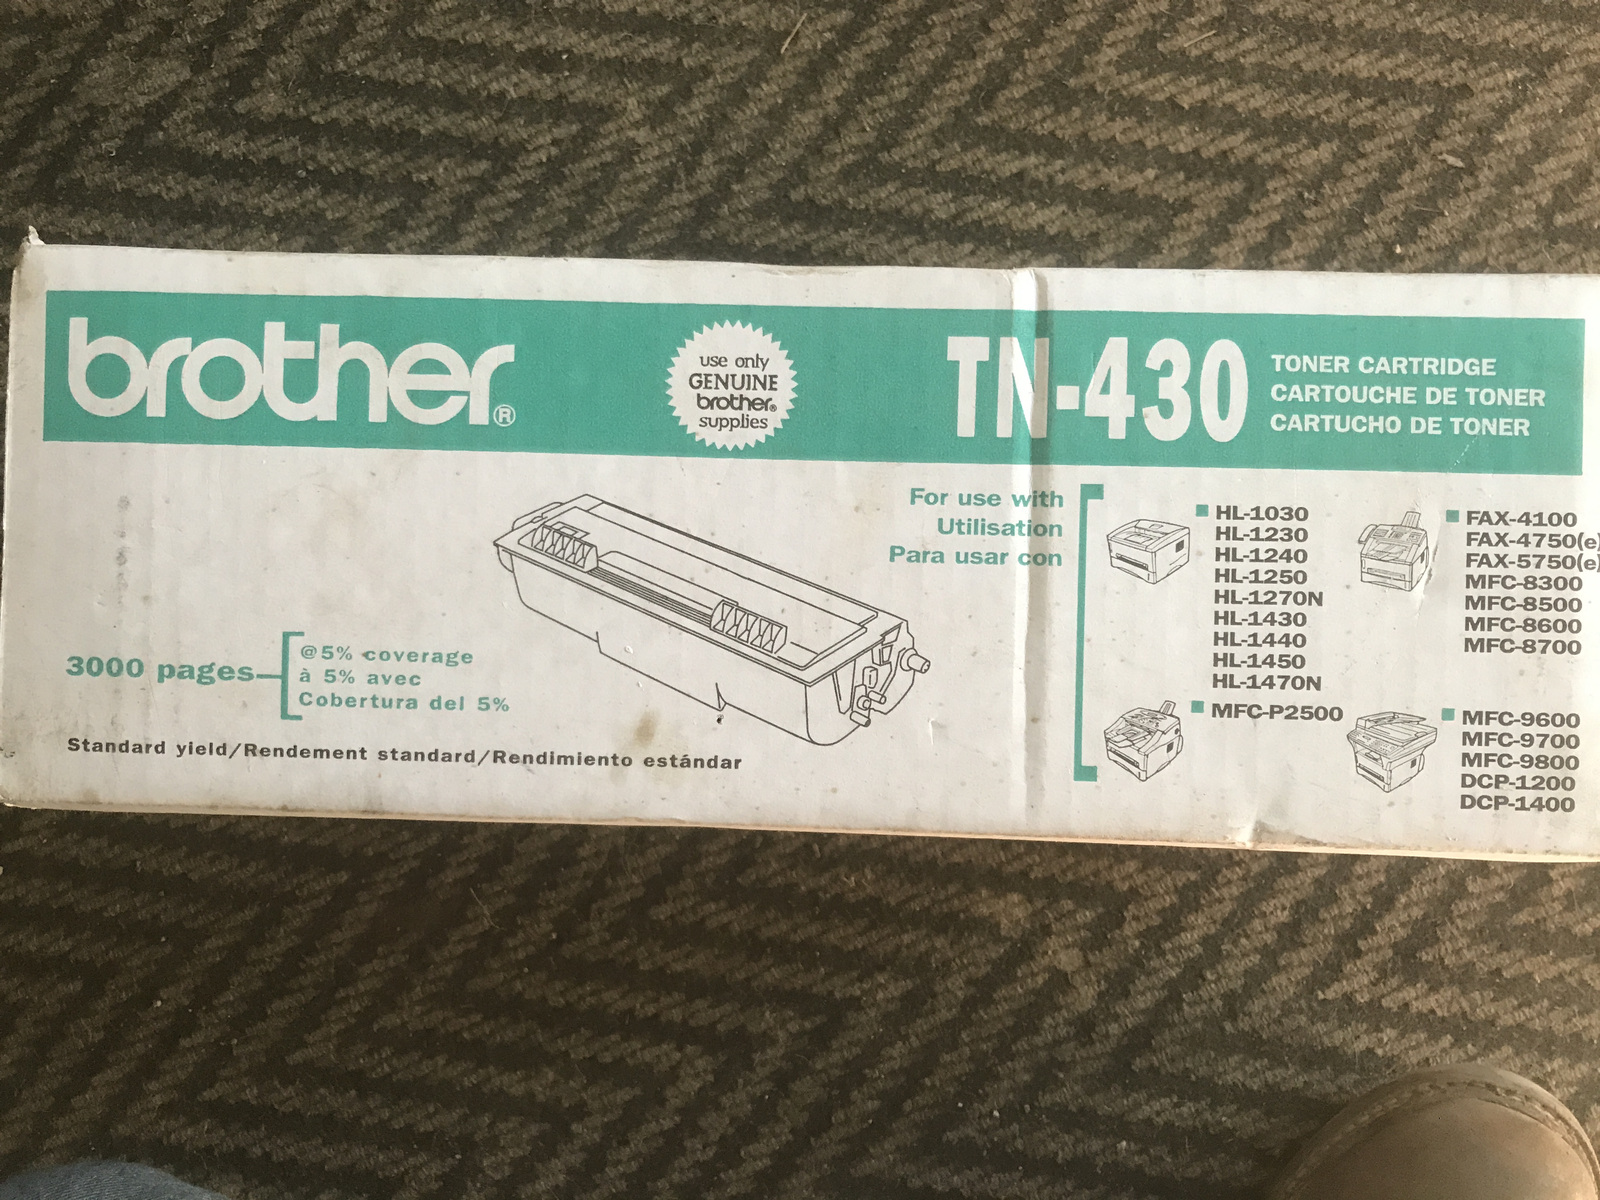 brother®
use only
GENUINE
brother®
supplies
TN-430
TONER CARTRIDGE
CARTOUCHE DE TONER
CARTUCHO DE TONER
For use with
Utilisation
Para usar con
HL-1030
HL-1230
HL-1240
HL-1250
HL-1270N
HL-1430
HL-1440
HL-1450
HL-1470N
MFC-P2500
FAX-4100
FAX-4750(e)
FAX-5750(e)
MFC-8300
MFC-8500
MFC-8600
MFC-8700
MFC-9600
MFC-9700
MFC-9800
DCP-1200
DCP-1400
3000 pages
@5% coverage
à 5% avec
Cobertura del 5%
Standard yield/Rendement standard/Rendimiento estándar